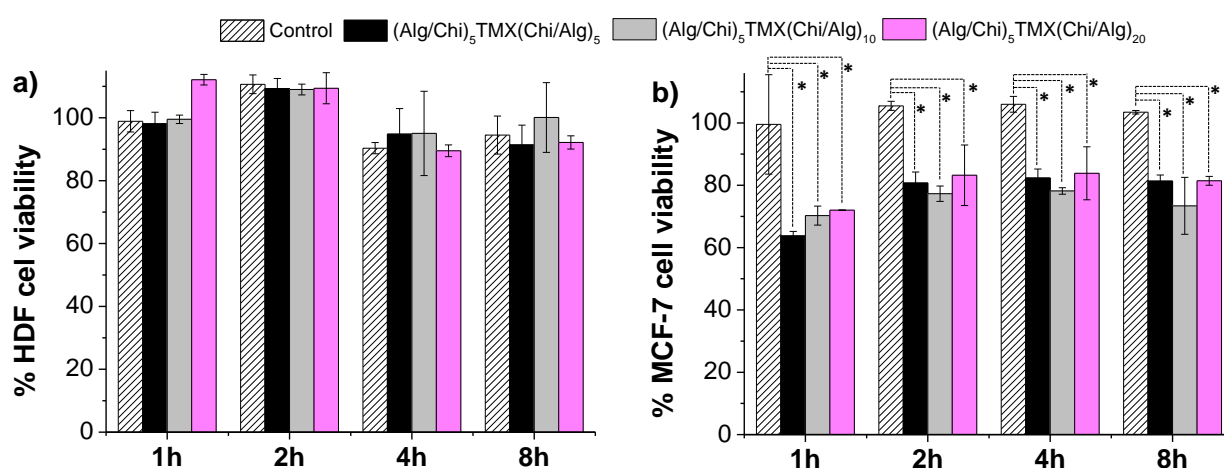 Control (Alg/Chi)5TMX(Chi/Alg)5 (Alg/Chi)5TMX(Chi/Alg)10 (Alg/Chi)5TMX(Chi/Alg)20
a)
% HDF cel viability
100
80
60
40
20
0
1h 2h 4h 8h
b)
% MCF-7 cell viability
100
80
60
40
20
0
* * * * * * * * * * * *
1h 2h 4h 8h